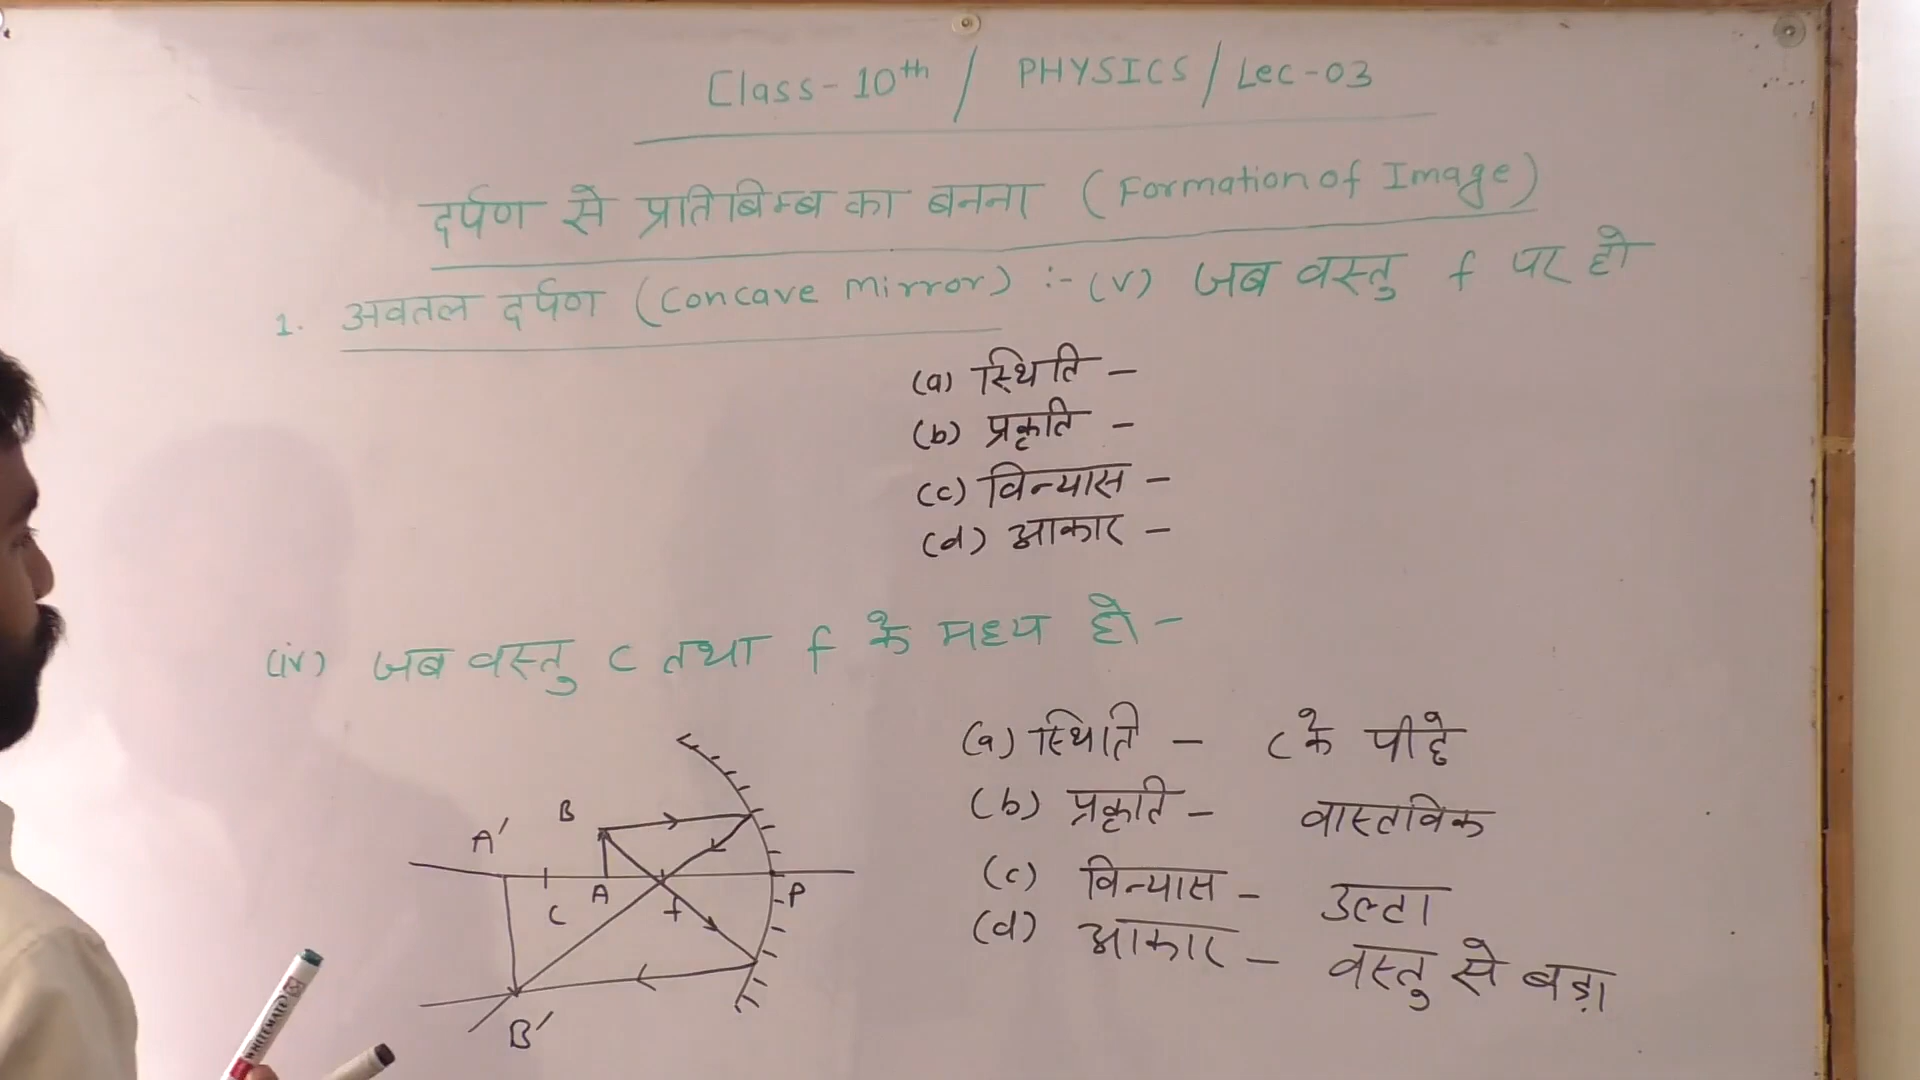 Class-10th / PHYSICS / Lec-03
दर्पण से प्रतिबिम्ब का बनना (Formation of Image)
1. अवतल दर्पण (Concave mirror) :- (v) जब वस्तु f पर हो
(a) स्थिति -
(b) प्रकृति -
(c) विन्यास -
(d) आकार -
(iv) जब वस्तु C तथा f के मध्य हो -
(a) स्थिति - C के पीछे
(b) प्रकृति - वास्तविक
(c) विन्यास - उल्टा
(d) आकार - वस्तु से बड़ा
A' B
C A f P
B'
WHITEMATE